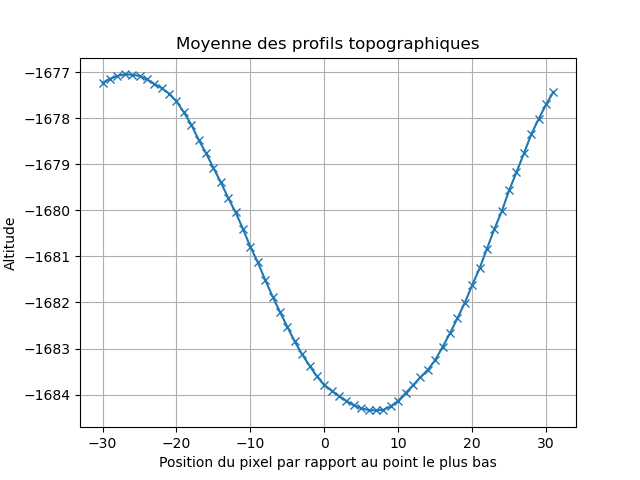 Moyenne des profils topographiques
Altitude
−1677
−1678
−1679
−1680
−1681
−1682
−1683
−1684
−30 −20 −10 0 10 20 30
Position du pixel par rapport au point le plus bas